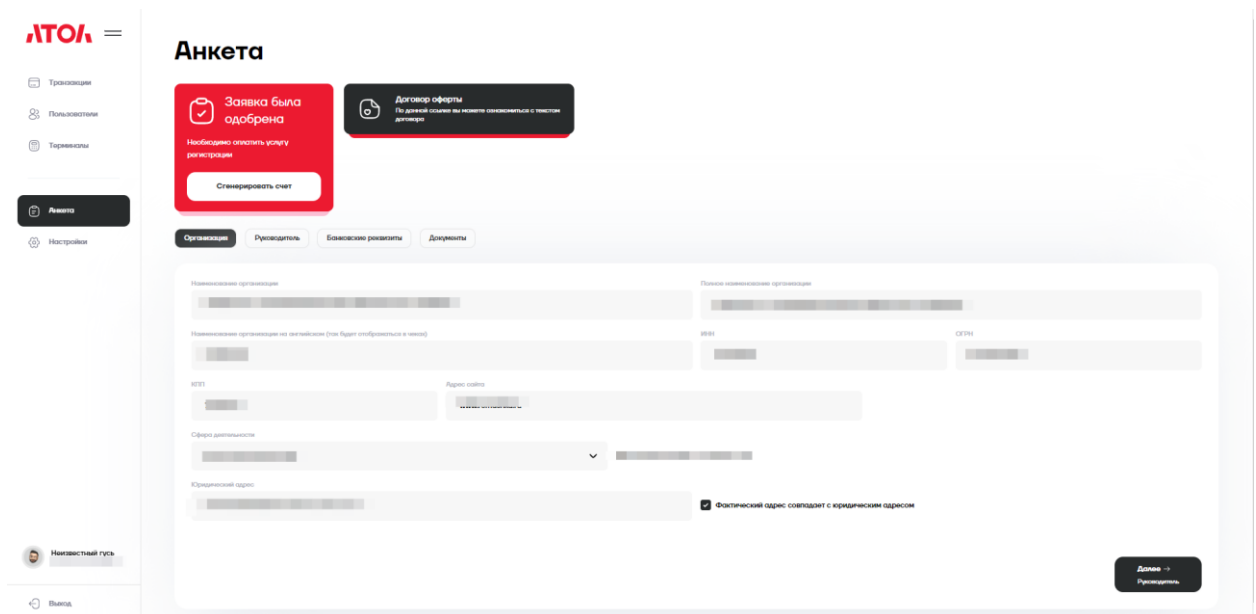 АТОЛ
Транзакции
Пользователи
Терминалы
Анкета
Настройки
Неизвестный гусь
Выход
Анкета
Заявка была
одобрена
Необходимо оплатить услугу
регистрации
Сгенерировать счет
Договор оферты
По данной ссылке вы можете ознакомиться с текстом
договора
Организация
Руководитель
Банковские реквизиты
Документы
Наименование организации
Полное наименование организации
Наименование организации на английском (так будет отображаться в чеках)
ИНН
ОГРН
КПП
Адрес сайта
Сфера деятельности
Юридический адрес
Фактический адрес совпадает с юридическим адресом
Далее →
Руководитель